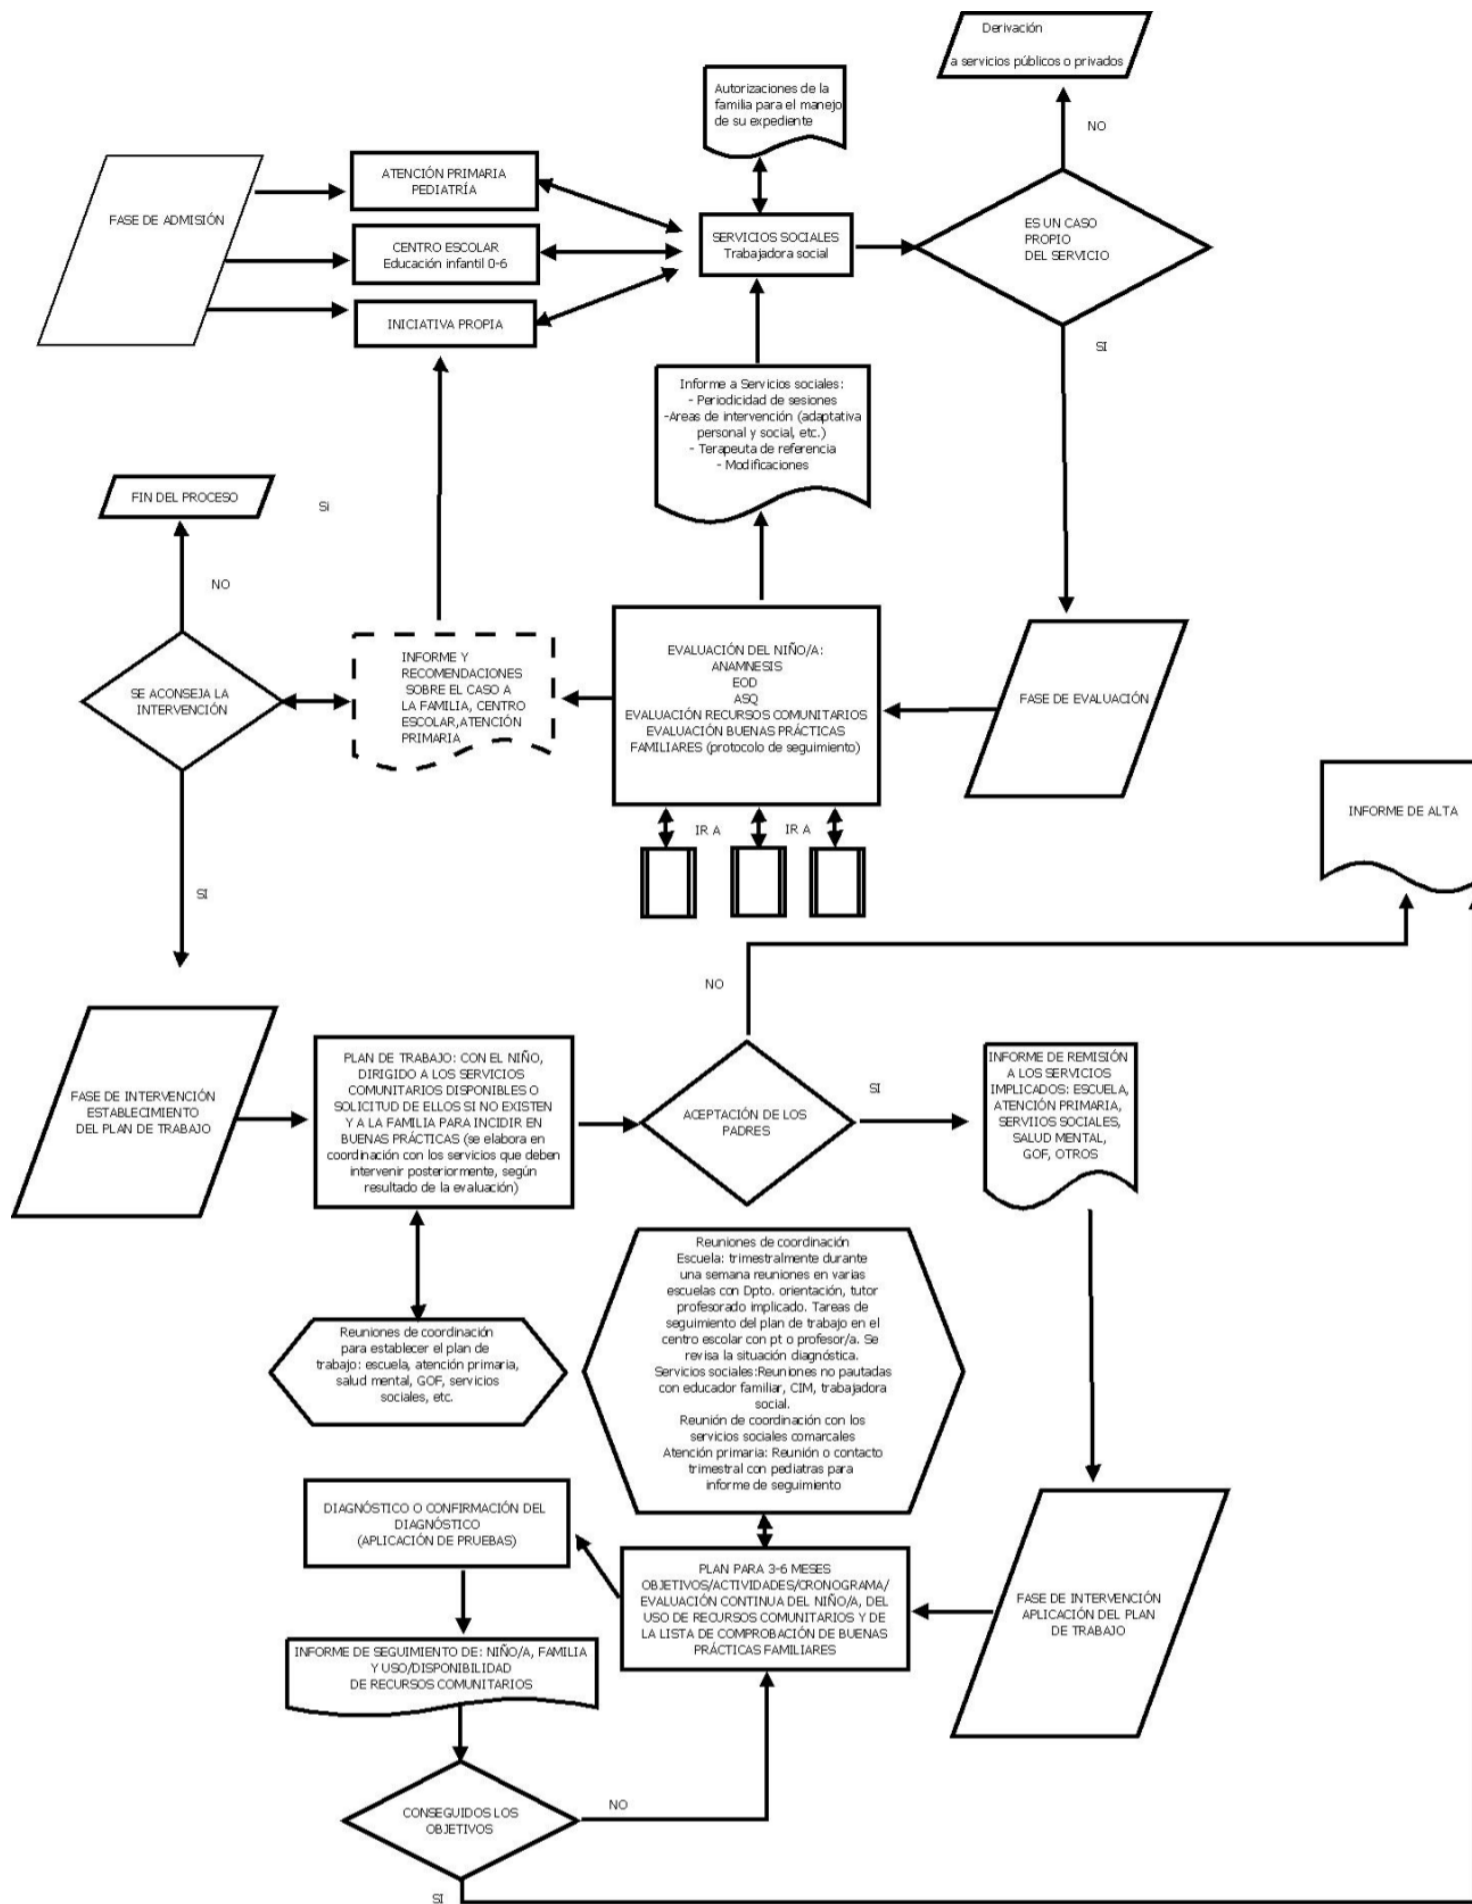 Derivación
a servicios públicos o privados
Autorizaciones de la
familia para el manejo
de su expediente
NO
ATENCIÓN PRIMARIA
PEDIATRÍA
FASE DE ADMISIÓN
CENTRO ESCOLAR
Educación infantil 0-6
SERVICIOS SOCIALES
Trabajadora social
ES UN CASO
PROPIO
DEL SERVICIO
INICIATIVA PROPIA
SI
Informe a Servicios sociales:
- Periodicidad de sesiones
-Areas de intervención (adaptativa
personal y social, etc.)
- Terapeuta de referencia
- Modificaciones
FIN DEL PROCESO
Si
NO
SE ACONSEJA LA
INTERVENCIÓN
INFORME Y
RECOMENDACIONES
SOBRE EL CASO A
LA FAMILIA, CENTRO
ESCOLAR,ATENCIÓN
PRIMARIA
EVALUACIÓN DEL NIÑO/A:
ANAMNESIS
EOD
ASQ
EVALUACIÓN RECURSOS COMUNITARIOS
EVALUACIÓN BUENAS PRÁCTICAS
FAMILIARES (protocolo de seguimiento)
FASE DE EVALUACIÓN
IR A
IR A
INFORME DE ALTA
SI
NO
FASE DE INTERVENCIÓN
ESTABLECIMIENTO
DEL PLAN DE TRABAJO
PLAN DE TRABAJO: CON EL NIÑO,
DIRIGIDO A LOS SERVICIOS
COMUNITARIOS DISPONIBLES O
SOLICITUD DE ELLOS SI NO EXISTEN
Y A LA FAMILIA PARA INCIDIR EN
BUENAS PRÁCTICAS (se elabora en
coordinación con los servicios que deben
intervenir posteriormente, según
resultado de la evaluación)
ACEPTACIÓN DE LOS
PADRES
SI
INFORME DE REMISIÓN
A LOS SERVICIOS
IMPLICADOS: ESCUELA,
ATENCIÓN PRIMARIA,
SERVIIOS SOCIALES,
SALUD MENTAL,
GOF, OTROS
Reuniones de coordinación
para establecer el plan de
trabajo: escuela, atención primaria,
salud mental, GOF, servicios
sociales, etc.
Reuniones de coordinación
Escuela: trimestralmente durante
una semana reuniones en varias
escuelas con Dpto. orientación, tutor
profesorado implicado. Tareas de
seguimiento del plan de trabajo en el
centro escolar con pt o profesor/a. Se
revisa la situación diagnóstica.
Servicios sociales:Reuniones no pautadas
con educador familiar, CIM, trabajadora
social.
Reunión de coordinación con los
servicios sociales comarcales
Atención primaria: Reunión o contacto
trimestral con pediatras para
informe de seguimiento
DIAGNÓSTICO O CONFIRMACIÓN DEL
DIAGNÓSTICO
(APLICACIÓN DE PRUEBAS)
PLAN PARA 3-6 MESES
OBJETIVOS/ACTIVIDADES/CRONOGRAMA/
EVALUACIÓN CONTINUA DEL NIÑO/A, DEL
USO DE RECURSOS COMUNITARIOS Y DE
LA LISTA DE COMPROBACIÓN DE BUENAS
PRÁCTICAS FAMILIARES
FASE DE INTERVENCIÓN
APLICACIÓN DEL PLAN
DE TRABAJO
INFORME DE SEGUIMIENTO DE: NIÑO/A, FAMILIA
Y USO/DISPONIBILIDAD
DE RECURSOS COMUNITARIOS
CONSEGUIDOS LOS
OBJETIVOS
NO
SI